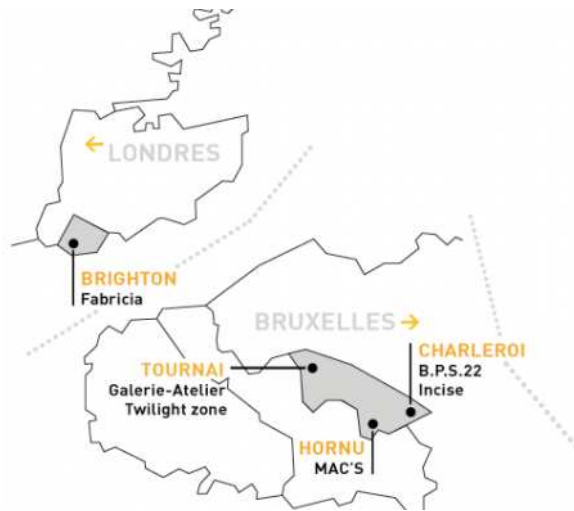 ← LONDRES
BRIGHTON
Fabricia
BRUXELLES →
TOURNAI
Galerie-Atelier
Twilight zone
CHARLEROI
B.P.S.22
Incise
HORNU
MAC'S